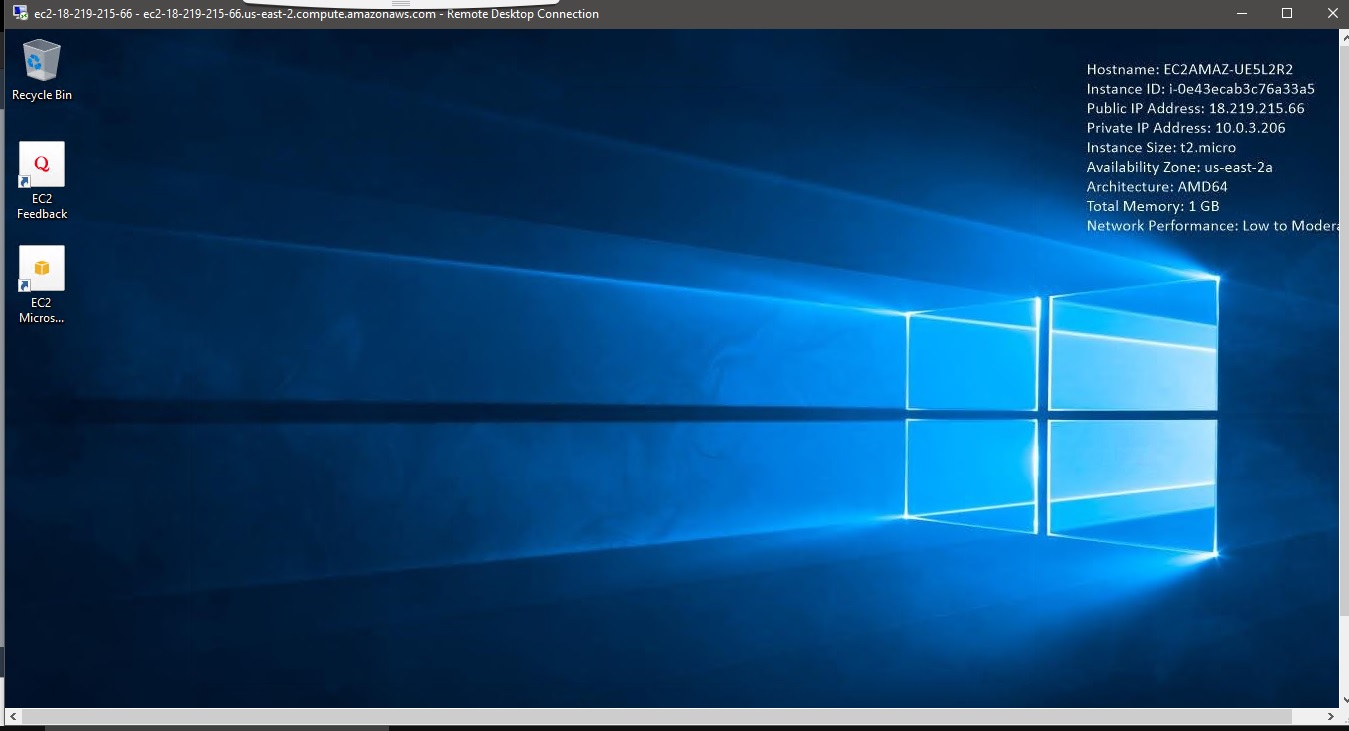 ec2-18-219-215-66 - ec2-18-219-215-66.us-east-2.compute.amazonaws.com - Remote Desktop Connection
Recycle Bin
Q
EC2
Feedback
EC2
Micros...
Hostname: EC2AMAZ-UE5L2R2
Instance ID: i-0e43ecab3c76a33a5
Public IP Address: 18.219.215.66
Private IP Address: 10.0.3.206
Instance Size: t2.micro
Availability Zone: us-east-2a
Architecture: AMD64
Total Memory: 1 GB
Network Performance: Low to Modera